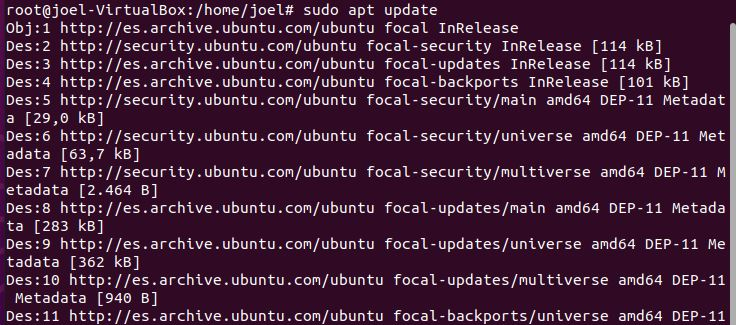 root@joel-VirtualBox:/home/joel# sudo apt update
Obj:1 http://es.archive.ubuntu.com/ubuntu focal InRelease
Des:2 http://security.ubuntu.com/ubuntu focal-security InRelease [114 kB]
Des:3 http://es.archive.ubuntu.com/ubuntu focal-updates InRelease [114 kB]
Des:4 http://es.archive.ubuntu.com/ubuntu focal-backports InRelease [101 kB]
Des:5 http://security.ubuntu.com/ubuntu focal-security/main amd64 DEP-11 Metadat
a [29,0 kB]
Des:6 http://security.ubuntu.com/ubuntu focal-security/universe amd64 DEP-11 Met
adata [63,7 kB]
Des:7 http://security.ubuntu.com/ubuntu focal-security/multiverse amd64 DEP-11 M
etadata [2.464 B]
Des:8 http://es.archive.ubuntu.com/ubuntu focal-updates/main amd64 DEP-11 Metada
ta [283 kB]
Des:9 http://es.archive.ubuntu.com/ubuntu focal-updates/universe amd64 DEP-11 Me
tadata [362 kB]
Des:10 http://es.archive.ubuntu.com/ubuntu focal-updates/multiverse amd64 DEP-11
 Metadata [940 B]
Des:11 http://es.archive.ubuntu.com/ubuntu focal-backports/universe amd64 DEP-11